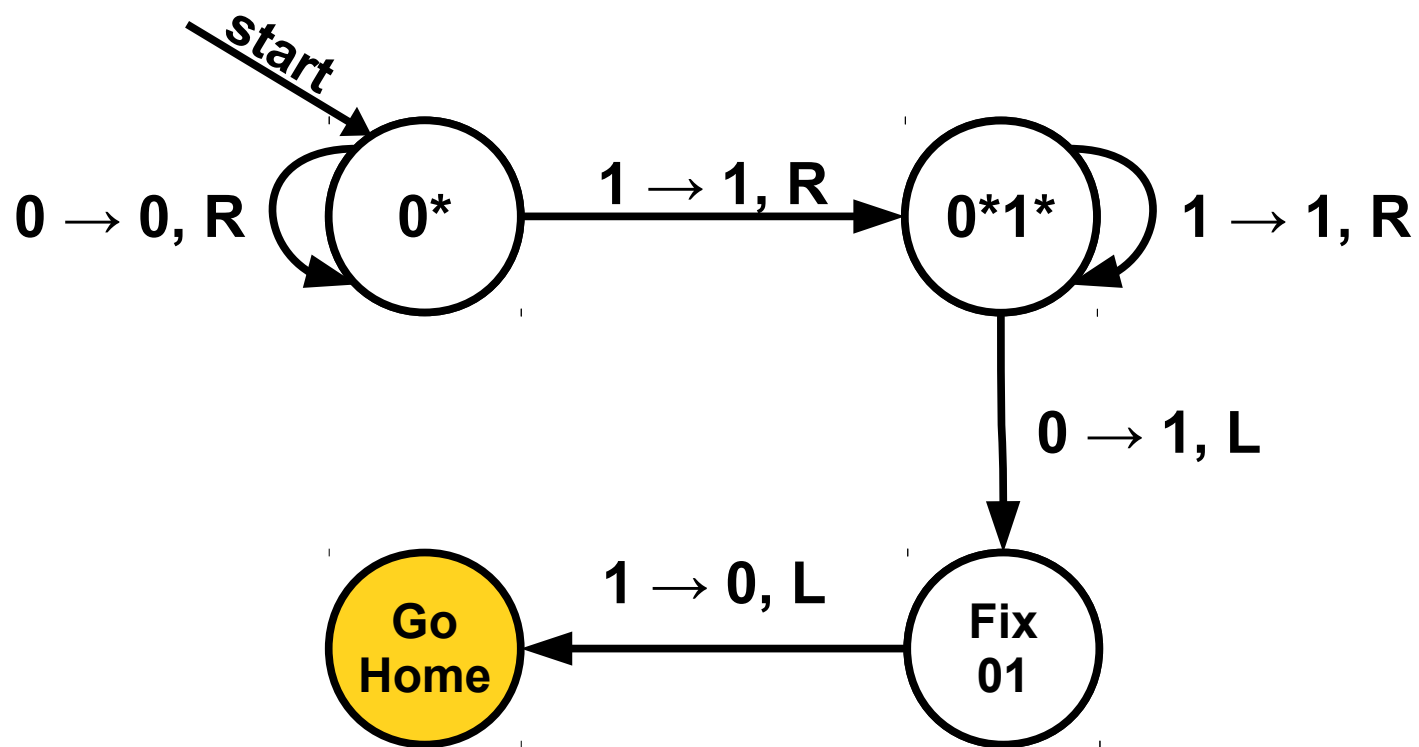 start
0 → 0, R
0*
1 → 1, R
0*1*
1 → 1, R
0 → 1, L
Go
Home
1 → 0, L
Fix
01